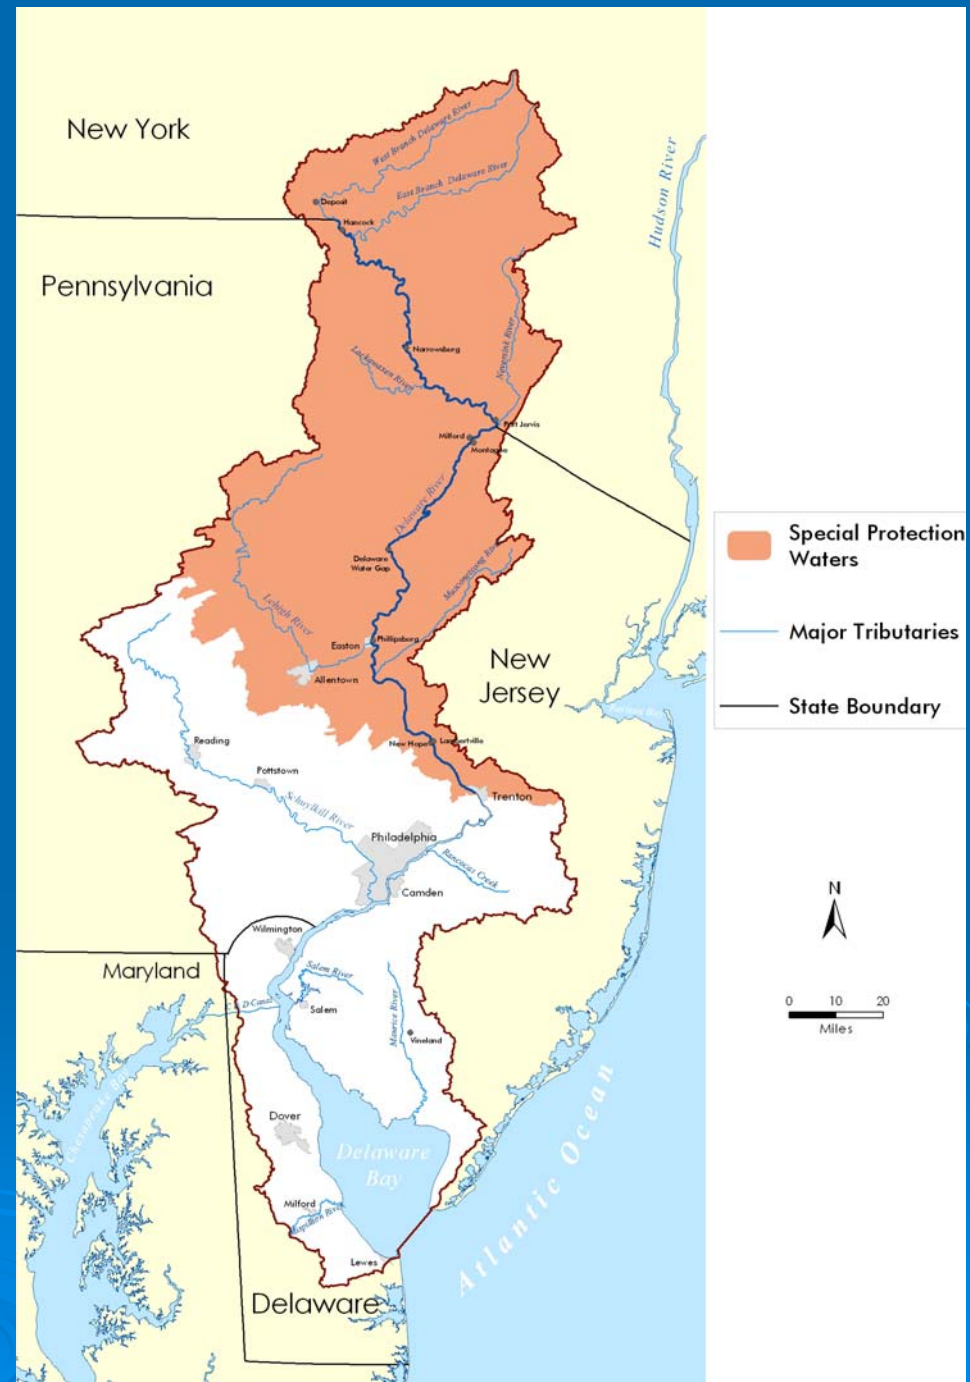 New York
West Branch Delaware River
East Branch Delaware River
Hudson River
Deposit
Hancock
Pennsylvania
Narrowsburg
Lackawaxen River
Neversink River
Port Jervis
Milford
Montague
Delaware River
Special Protection
Waters
Delaware
Water Gap
Musconetcong River
Lehigh River
Major Tributaries
Phillipsburg
Easton
New
Jersey
Allentown
State Boundary
Reading
New Hope
Lambertville
Pottstown
Trenton
Schuylkill River
Philadelphia
Rancocas Creek
Camden
N
Wilmington
Maryland
Salem River
C & D Canal
Salem
0 10 20
Miles
Maurice River
Vineland
Chesapeake Bay
Dover
Delaware
Bay
Atlantic Ocean
Milford
Lewes
Delaware